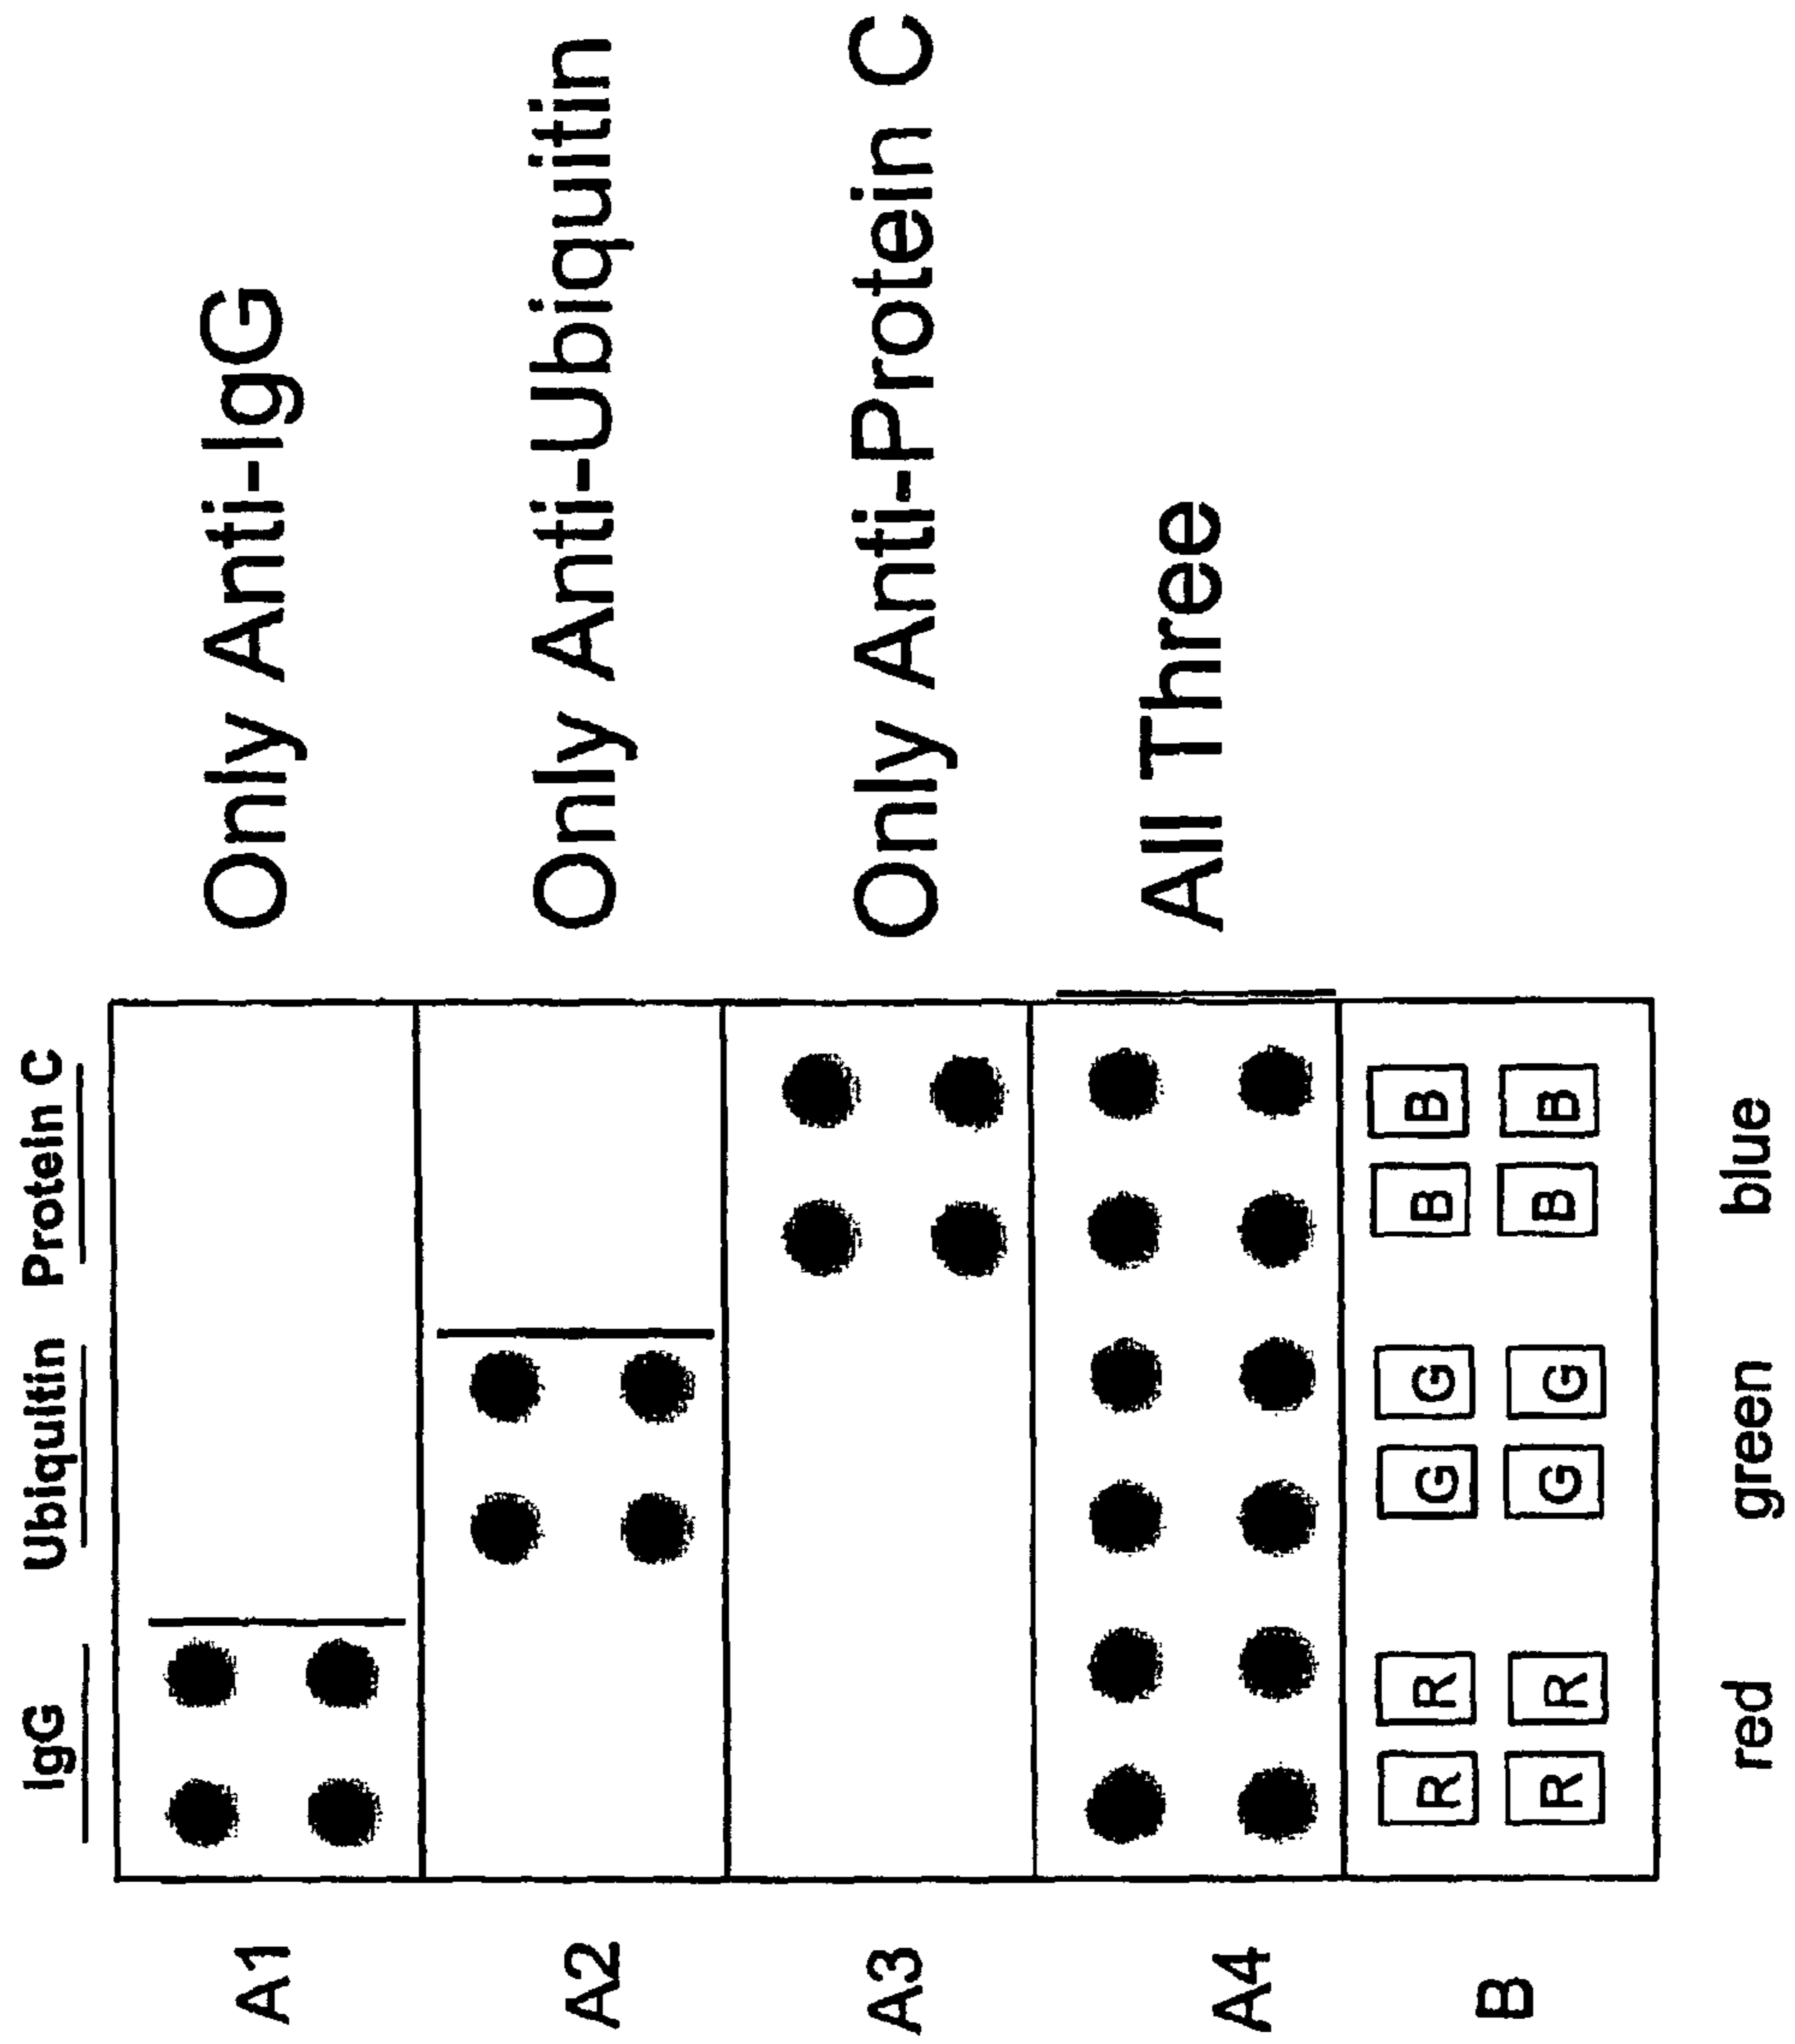 IgG Ubiquitin Protein C
A1 Only Anti-IgG
A2 Only Anti-Ubiquitin
A3 Only Anti-Protein C
A4 All Three
B
R R G G B B
R R G G B B
red green blue